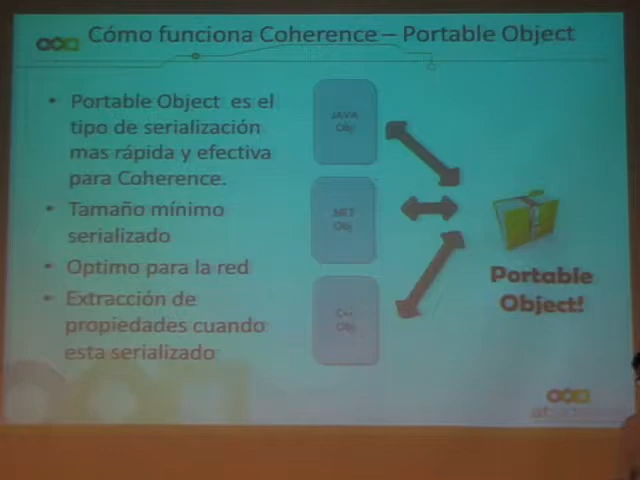 Cómo funciona Coherence – Portable Object
• Portable Object es el
tipo de serialización
mas rápida y efectiva
para Coherence.
• Tamaño mínimo
serializado
• Optimo para la red
• Extracción de
propiedades cuando
esta serializado
JAVA
Obj
.NET
Obj
C++
Obj
Portable
Object!